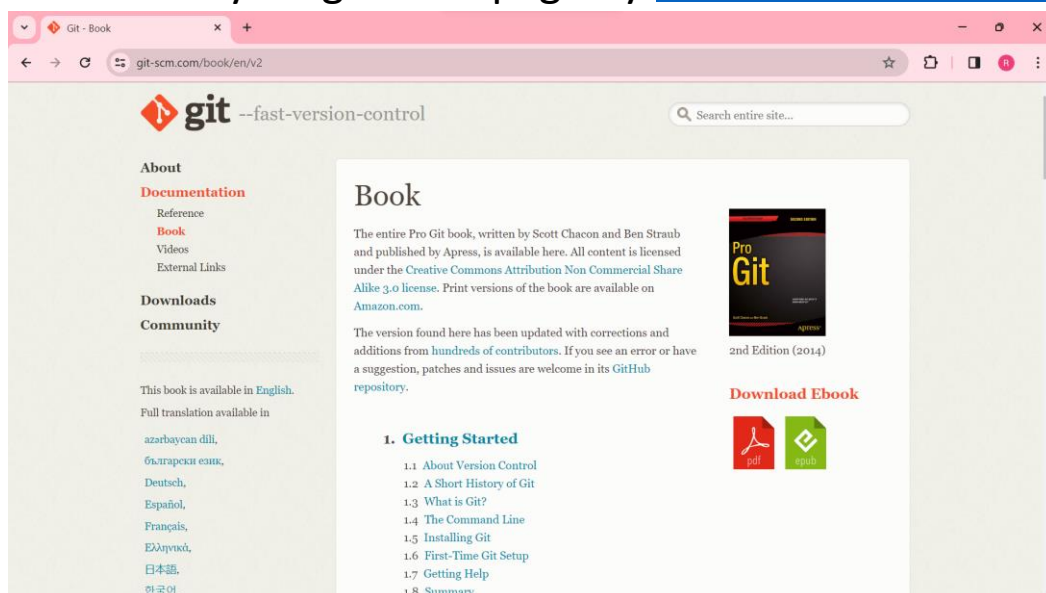 Git - Book
git-scm.com/book/en/v2
R
git --fast-version-control
Search entire site...
About
Documentation
Reference
Book
Videos
External Links
Downloads
Community
This book is available in English.
Full translation available in
azərbaycan dili,
български език,
Deutsch,
Español,
Français,
Ελληνικά,
日本語,
한국어
Book
The entire Pro Git book, written by Scott Chacon and Ben Straub
and published by Apress, is available here. All content is licensed
under the Creative Commons Attribution Non Commercial Share
Alike 3.0 license. Print versions of the book are available on
Amazon.com.
The version found here has been updated with corrections and
additions from hundreds of contributors. If you see an error or have
a suggestion, patches and issues are welcome in its GitHub
repository.
1. Getting Started
1.1 About Version Control
1.2 A Short History of Git
1.3 What is Git?
1.4 The Command Line
1.5 Installing Git
1.6 First-Time Git Setup
1.7 Getting Help
1.8 Summary
Pro
Git
Apress
2nd Edition (2014)
Download Ebook
pdf
epub